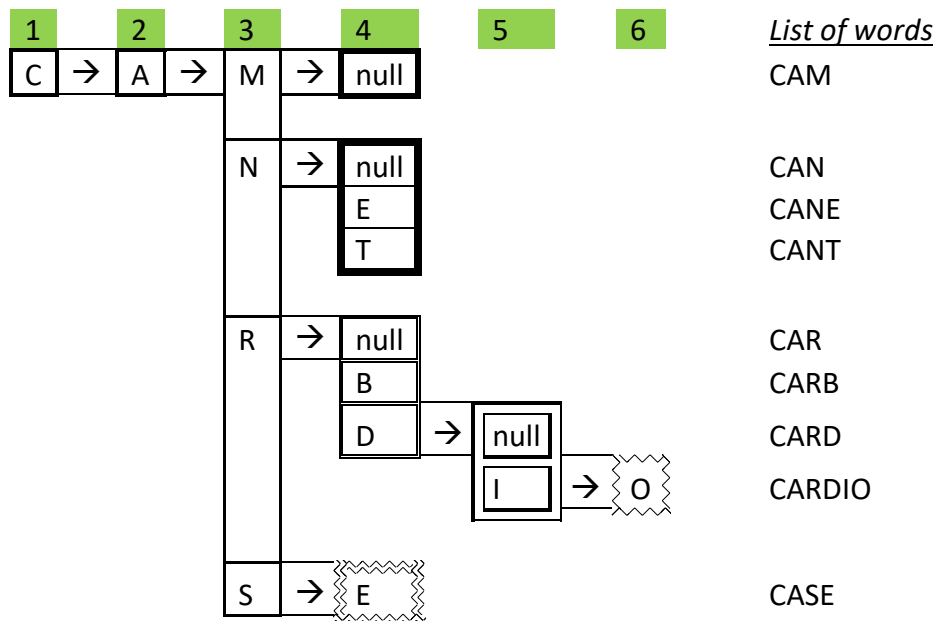 1 2 3 4 5 6 List of words
C → A → M → null CAM
N → null CAN
E CANE
T CANT
R → null CAR
B CARB
D → null CARD
I → O CARDIO
S → E CASE